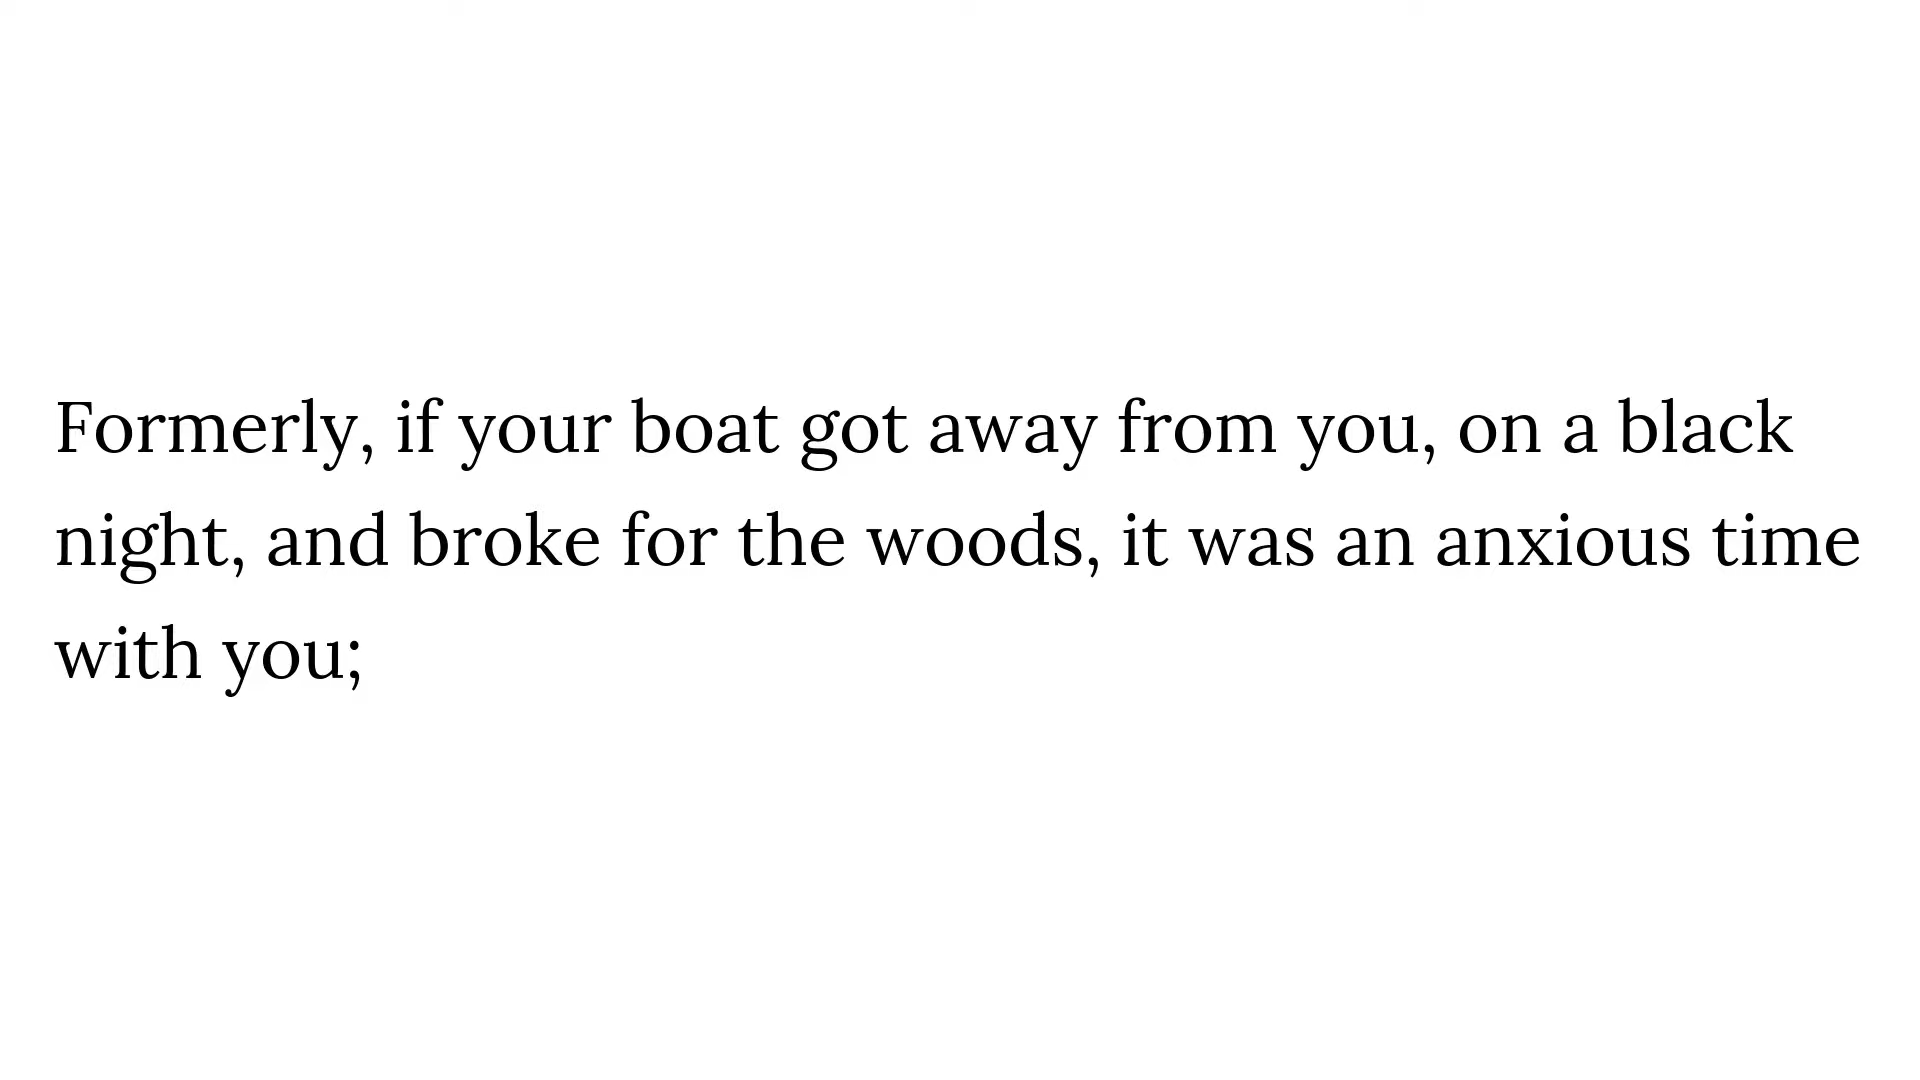 Formerly, if your boat got away from you, on a black
night, and broke for the woods, it was an anxious time
with you;